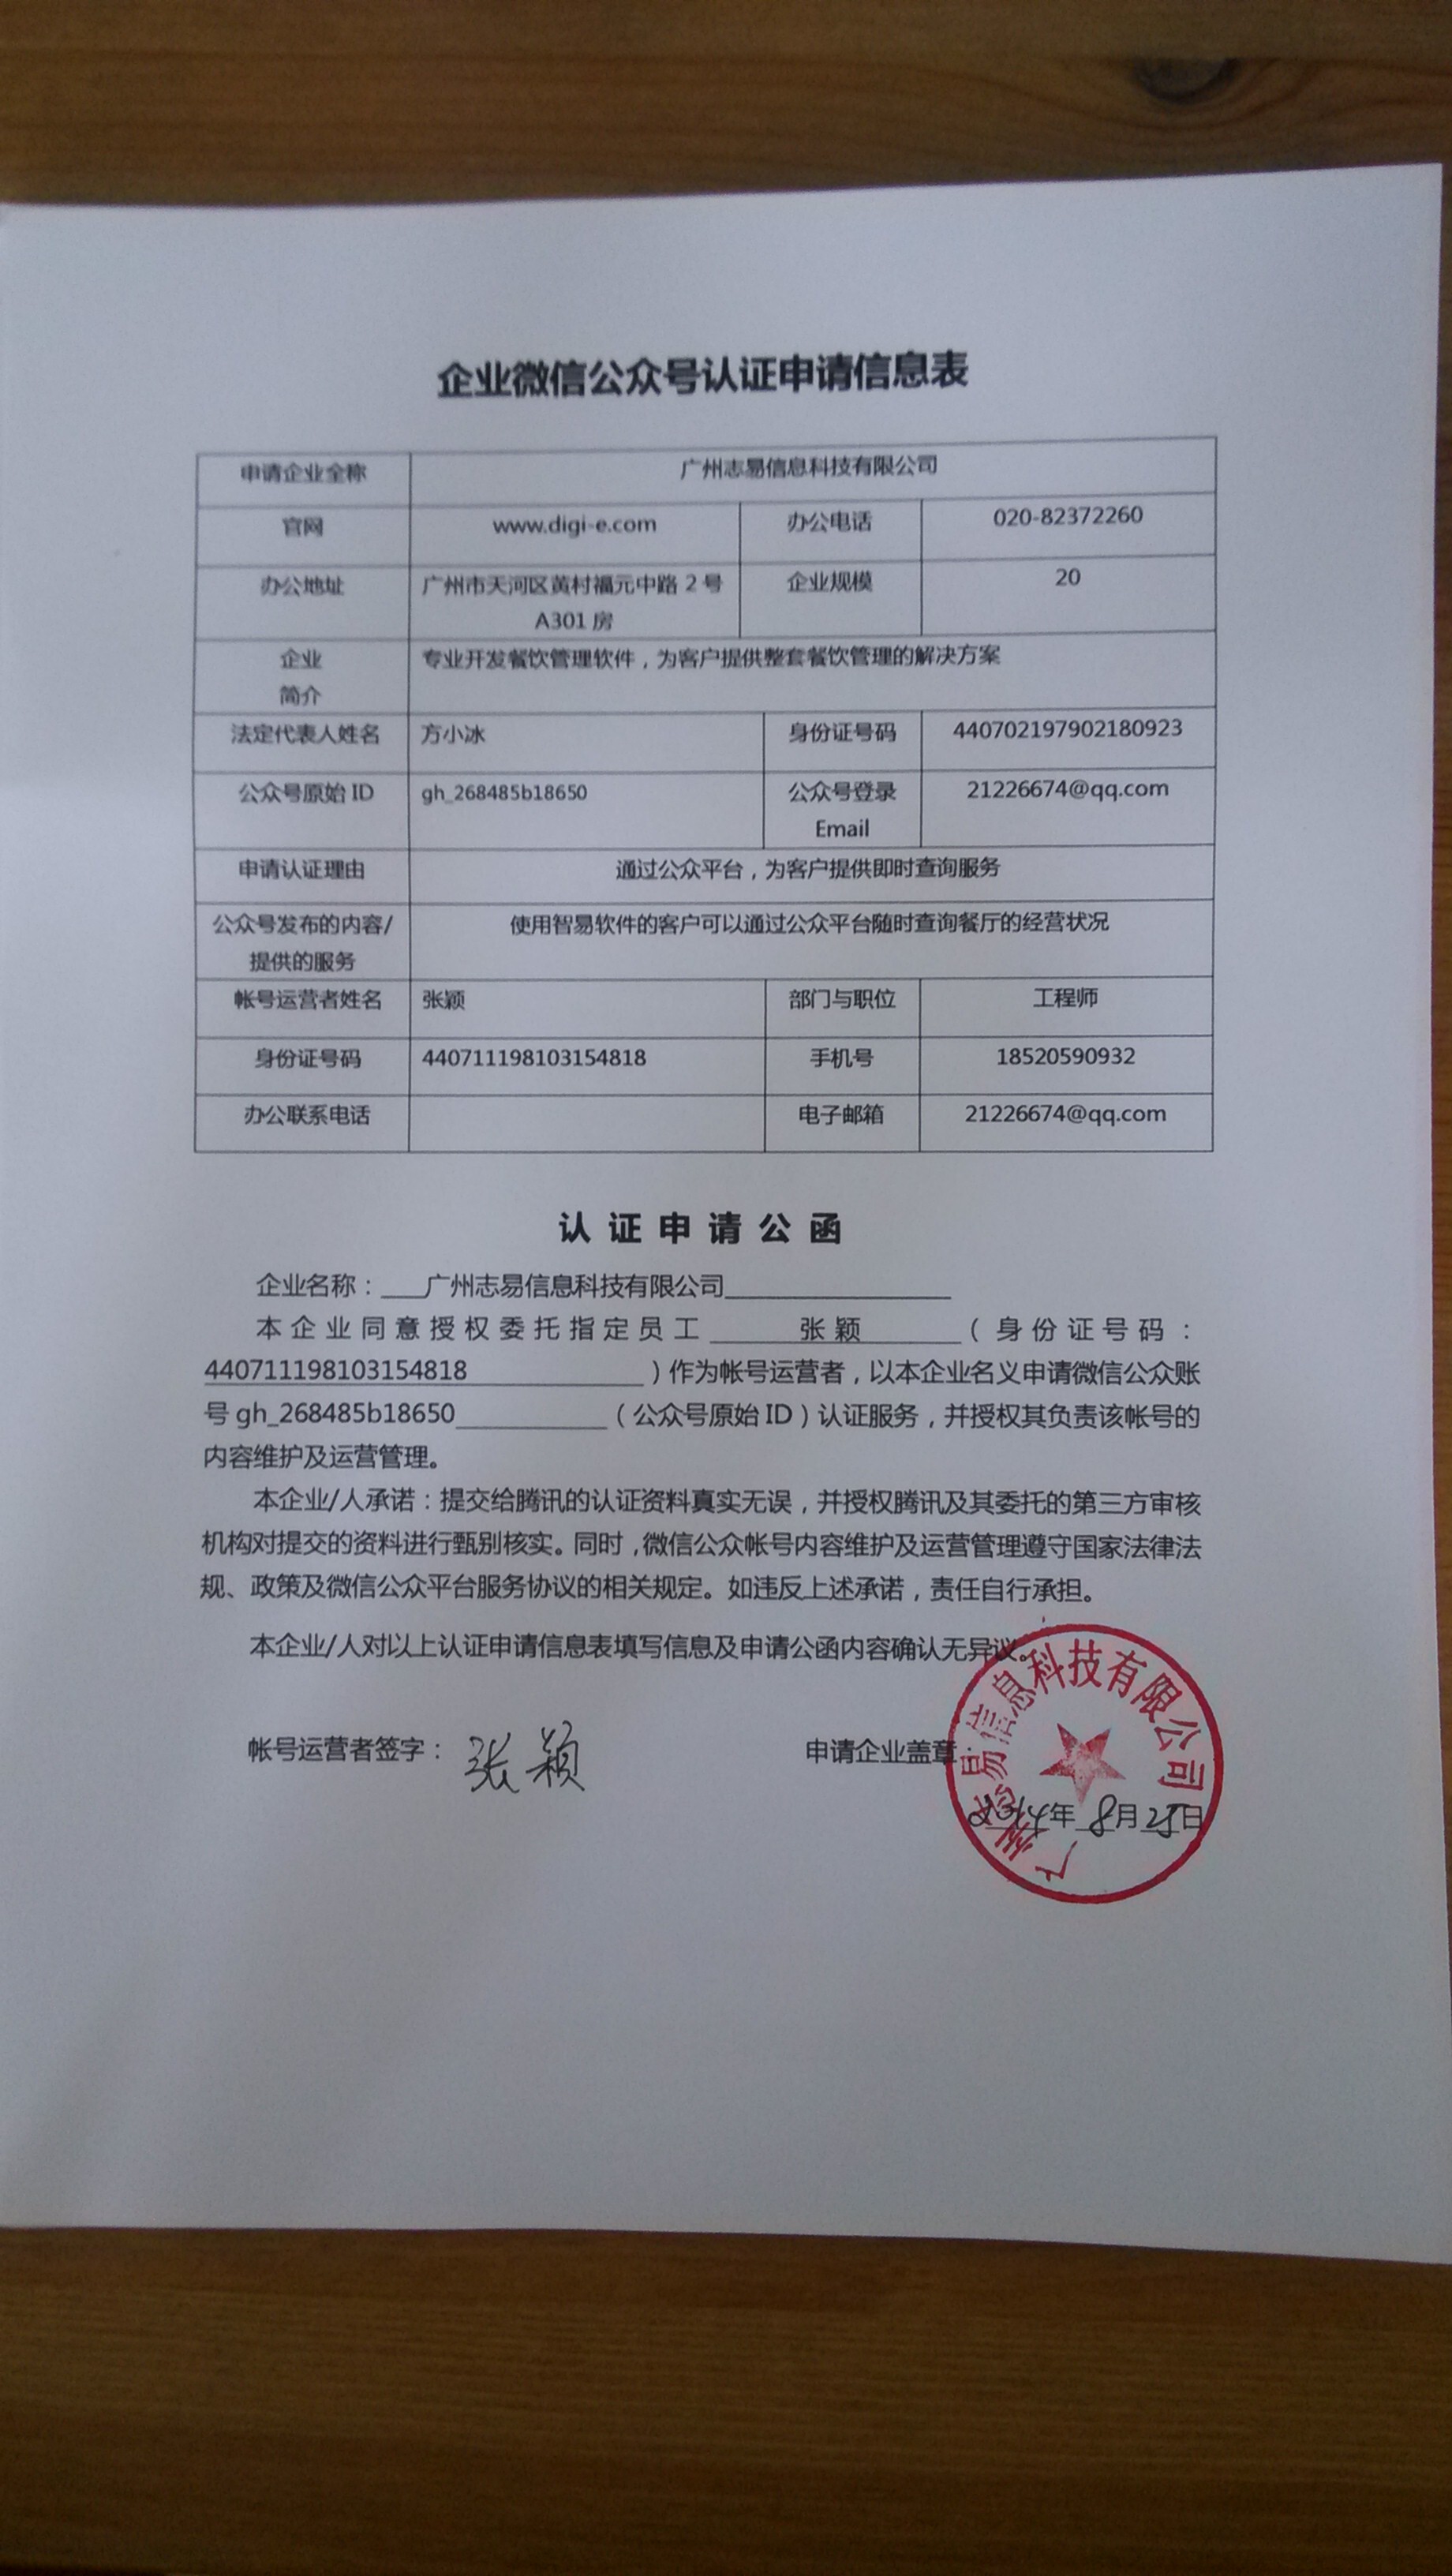 企业微信公众号认证申请信息表
申请企业全称 广州志易信息科技有限公司
官网 www.digi-e.com 办公电话 020-82372260
办公地址 广州市天河区黄村福元中路 2 号 企业规模 20
A301 房
企业 专业开发餐饮管理软件，为客户提供整套餐饮管理的解决方案
简介
法定代表人姓名 方小冰 身份证号码 440702197902180923
公众号原始 ID gh_268485b18650 公众号登录 21226674@qq.com
Email
申请认证理由 通过公众平台，为客户提供即时查询服务
公众号发布的内容/ 使用智易软件的客户可以通过公众平台随时查询餐厅的经营状况
提供的服务
帐号运营者姓名 张颖 部门与职位 工程师
身份证号码 440711198103154818 手机号 18520590932
办公联系电话 电子邮箱 21226674@qq.com
认证申请公函
企业名称：___广州志易信息科技有限公司
本企业同意授权委托指定员工 张颖 （身份证号码：
440711198103154818 ）作为帐号运营者，以本企业名义申请微信公众账
号 gh_268485b18650 （公众号原始 ID）认证服务，并授权其负责该帐号的
内容维护及运营管理。
本企业/人承诺：提交给腾讯的认证资料真实无误，并授权腾讯及其委托的第三方审核
机构对提交的资料进行甄别核实。同时，微信公众帐号内容维护及运营管理遵守国家法律法
规、政策及微信公众平台服务协议的相关规定。如违反上述承诺，责任自行承担。
本企业/人对以上认证申请信息表填写信息及申请公函内容确认无异议。
帐号运营者签字： 张颖 申请企业盖章：
2014年 8月 25日
广州志易信息科技有限公司